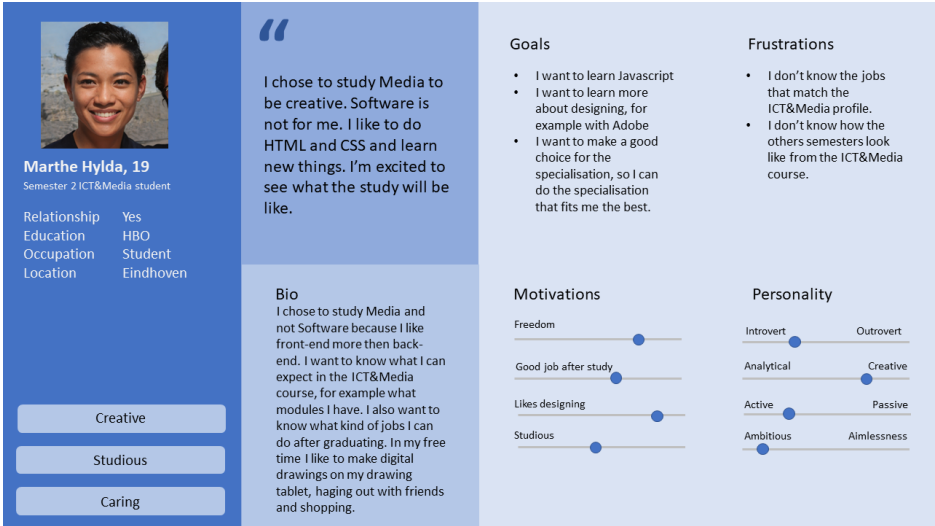 Marthe Hylda, 19
Semester 2 ICT&Media student
Relationship Yes
Education HBO
Occupation Student
Location Eindhoven
Creative
Studious
Caring
“
I chose to study Media to
be creative. Software is
not for me. I like to do
HTML and CSS and learn
new things. I’m excited to
see what the study will be
like.
Bio
I chose to study Media and
not Software because I like
front-end more then back-
end. I want to know what I can
expect in the ICT&Media
course, for example what
modules I have. I also want to
know what kind of jobs I can
do after graduating. In my free
time I like to make digital
drawings on my drawing
tablet, haging out with friends
and shopping.
Goals
• I want to learn Javascript
• I want to learn more
about designing, for
example with Adobe
• I want to make a good
choice for the
specialisation, so I can
do the specialisation
that fits me the best.
Frustrations
• I don’t know the jobs
that match the
ICT&Media profile.
• I don’t know how the
others semesters look
like from the ICT&Media
course.
Motivations
Freedom
Good job after study
Likes designing
Studious
Personality
Introvert Outrovert
Analytical Creative
Active Passive
Ambitious Aimlessness